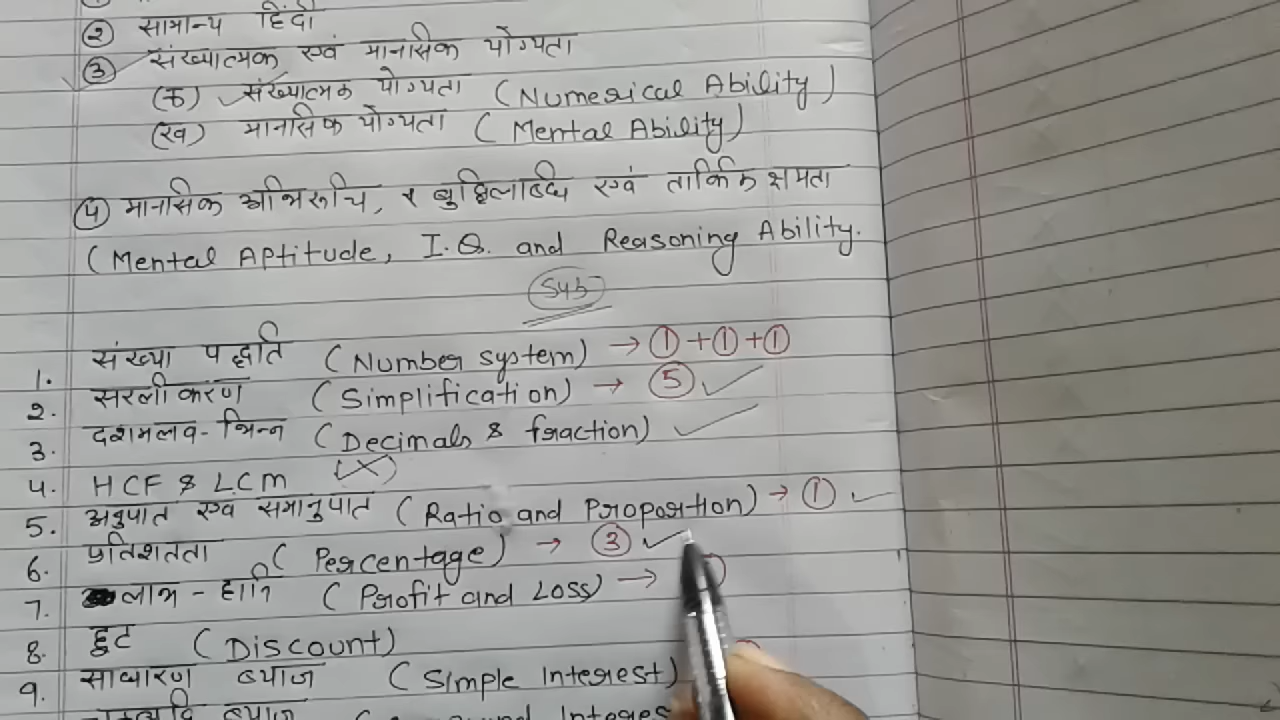 ② सामान्य हिंदी
③ संख्यात्मक एवं मानसिक योग्यता
(क) संख्यात्मक योग्यता (Numerical Ability)
(ख) मानसिक योग्यता (Mental Ability)
④ मानसिक अभिरुचि, बुद्धिलब्धि एवं तार्किक क्षमता
(Mental Aptitude, I.Q. and Reasoning Ability.
1. संख्या पद्धति (Number system) → ① + ① + ①
2. सरलीकरण (Simplification) → ⑤ ✓
3. दशमलव - भिन्न (Decimals & fraction) ✓
4. HCF & LCM (X)
5. अनुपात एवं समानुपात (Ratio and Proportion) → ① ✓
6. प्रतिशतता (Percentage) → ③ ✓
7. लाभ - हानि (Profit and Loss) →
8. छुट (Discount)
9. साधारण ब्याज (Simple Interest)
ब्याज